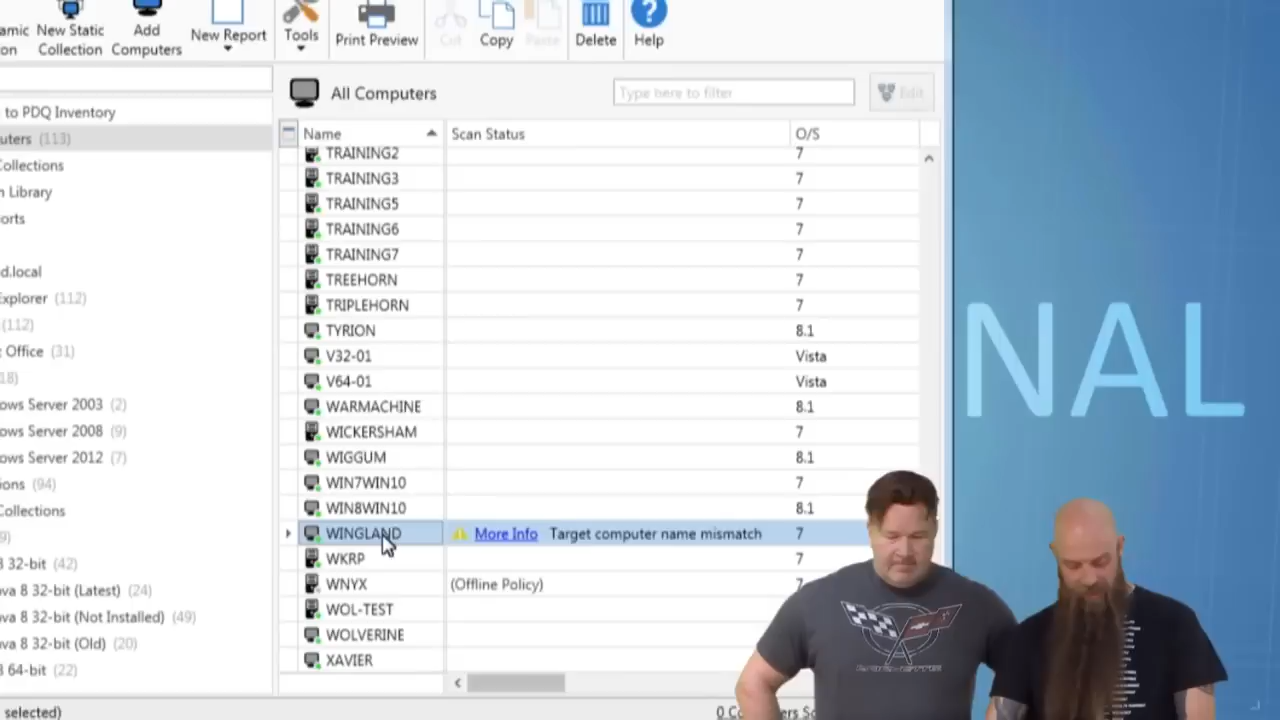 amic
on
New Static
Collection
Add
Computers
New Report
Tools
Print Preview
Cut
Copy
Paste
Delete
Help
to PDQ Inventory
uters (113)
Collections
n Library
orts
d.local
Explorer (112)
(112)
Office (31)
18)
ows Server 2003 (2)
ows Server 2008 (9)
ows Server 2012 (7)
ions (94)
Collections
9)
8 32-bit (42)
ova 8 32-bit (Latest) (24)
ova 8 32-bit (Not Installed) (49)
ova 8 32-bit (Old) (20)
8 64-bit (22)
selected)
All Computers
Type here to filter
Edit
Name Scan Status O/S
TRAINING2 7
TRAINING3 7
TRAINING5 7
TRAINING6 7
TRAINING7 7
TREEHORN 7
TRIPLEHORN 7
TYRION 8.1
V32-01 Vista
V64-01 Vista
WARMACHINE 8.1
WICKERSHAM 7
WIGGUM 8.1
WIN7WIN10 7
WIN8WIN10 8.1
WINGLAND More Info Target computer name mismatch 7
WKRP 7
WNYX (Offline Policy) 7
WOL-TEST
WOLVERINE
XAVIER
NAL